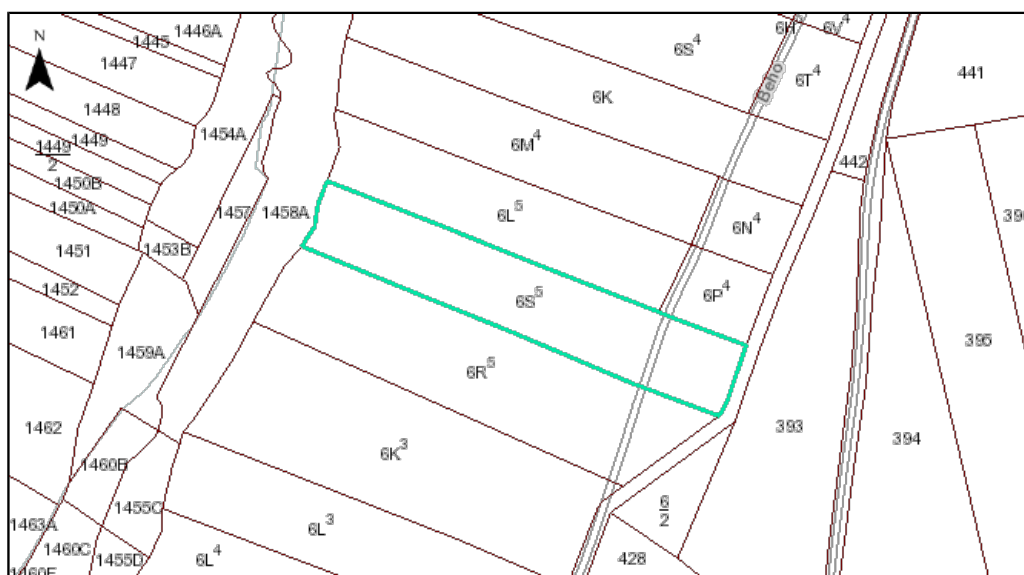 1446A
1445
1447
6S⁴
6H
6V⁴
6T⁴
441
N
Beho
6K
1448
1454A
1449
1449
2
6M⁴
442
1450B
1450A
1457
1458A
6L⁵
6N⁴
1451
1453B
1452
6S⁵
6P⁴
1461
1459A
395
6R⁵
1462
393
394
6K³
1460B
1455C
6
2
1463A
6L³
1460C
1455D
6L⁴
428